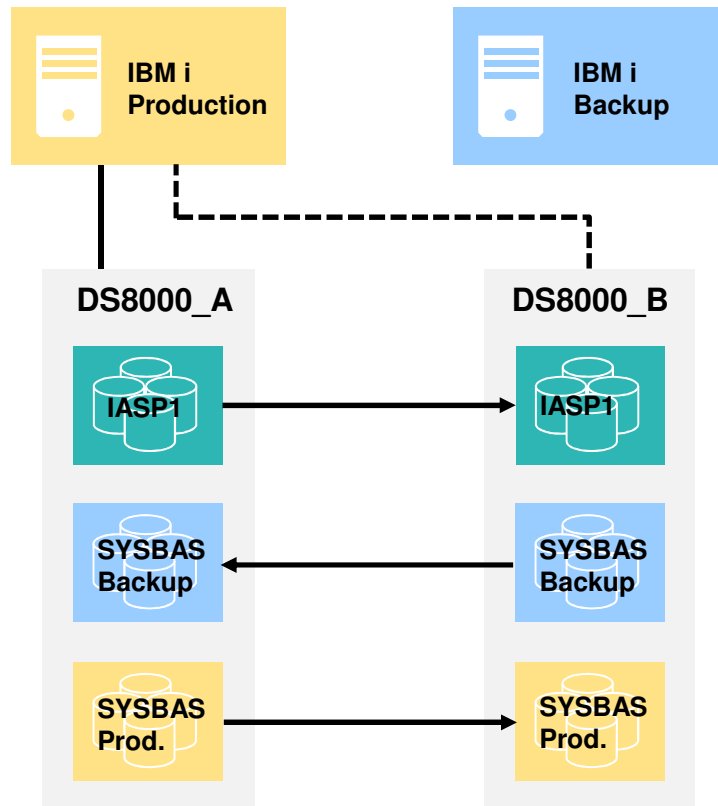 IBM i
Production
IBM i
Backup
DS8000_A
DS8000_B
IASP1
IASP1
SYSBAS
Backup
SYSBAS
Backup
SYSBAS
Prod.
SYSBAS
Prod.